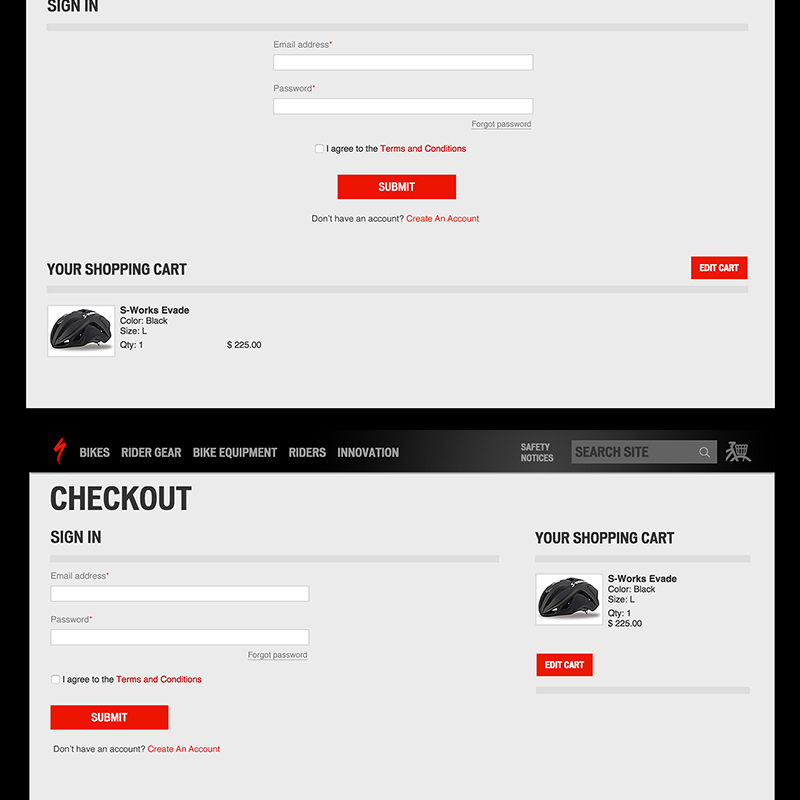 SIGN IN
Email address*
Password*
Forgot password
I agree to the Terms and Conditions
SUBMIT
Don't have an account? Create An Account
YOUR SHOPPING CART
EDIT CART
S-Works Evade
Color: Black
Size: L
Qty: 1 $ 225.00
BIKES RIDER GEAR BIKE EQUIPMENT RIDERS INNOVATION
SAFETY
NOTICES
SEARCH SITE
CHECKOUT
SIGN IN
Email address*
Password*
Forgot password
I agree to the Terms and Conditions
SUBMIT
Don't have an account? Create An Account
YOUR SHOPPING CART
S-Works Evade
Color: Black
Size: L
Qty: 1
$ 225.00
EDIT CART